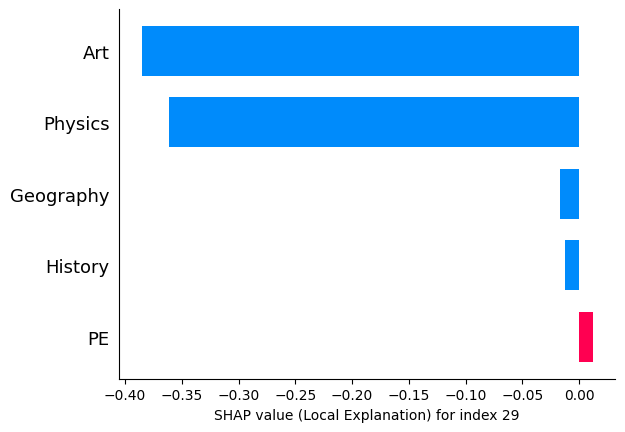 Art
Physics
Geography
History
PE
−0.40 −0.35 −0.30 −0.25 −0.20 −0.15 −0.10 −0.05 0.00
SHAP value (Local Explanation) for index 29